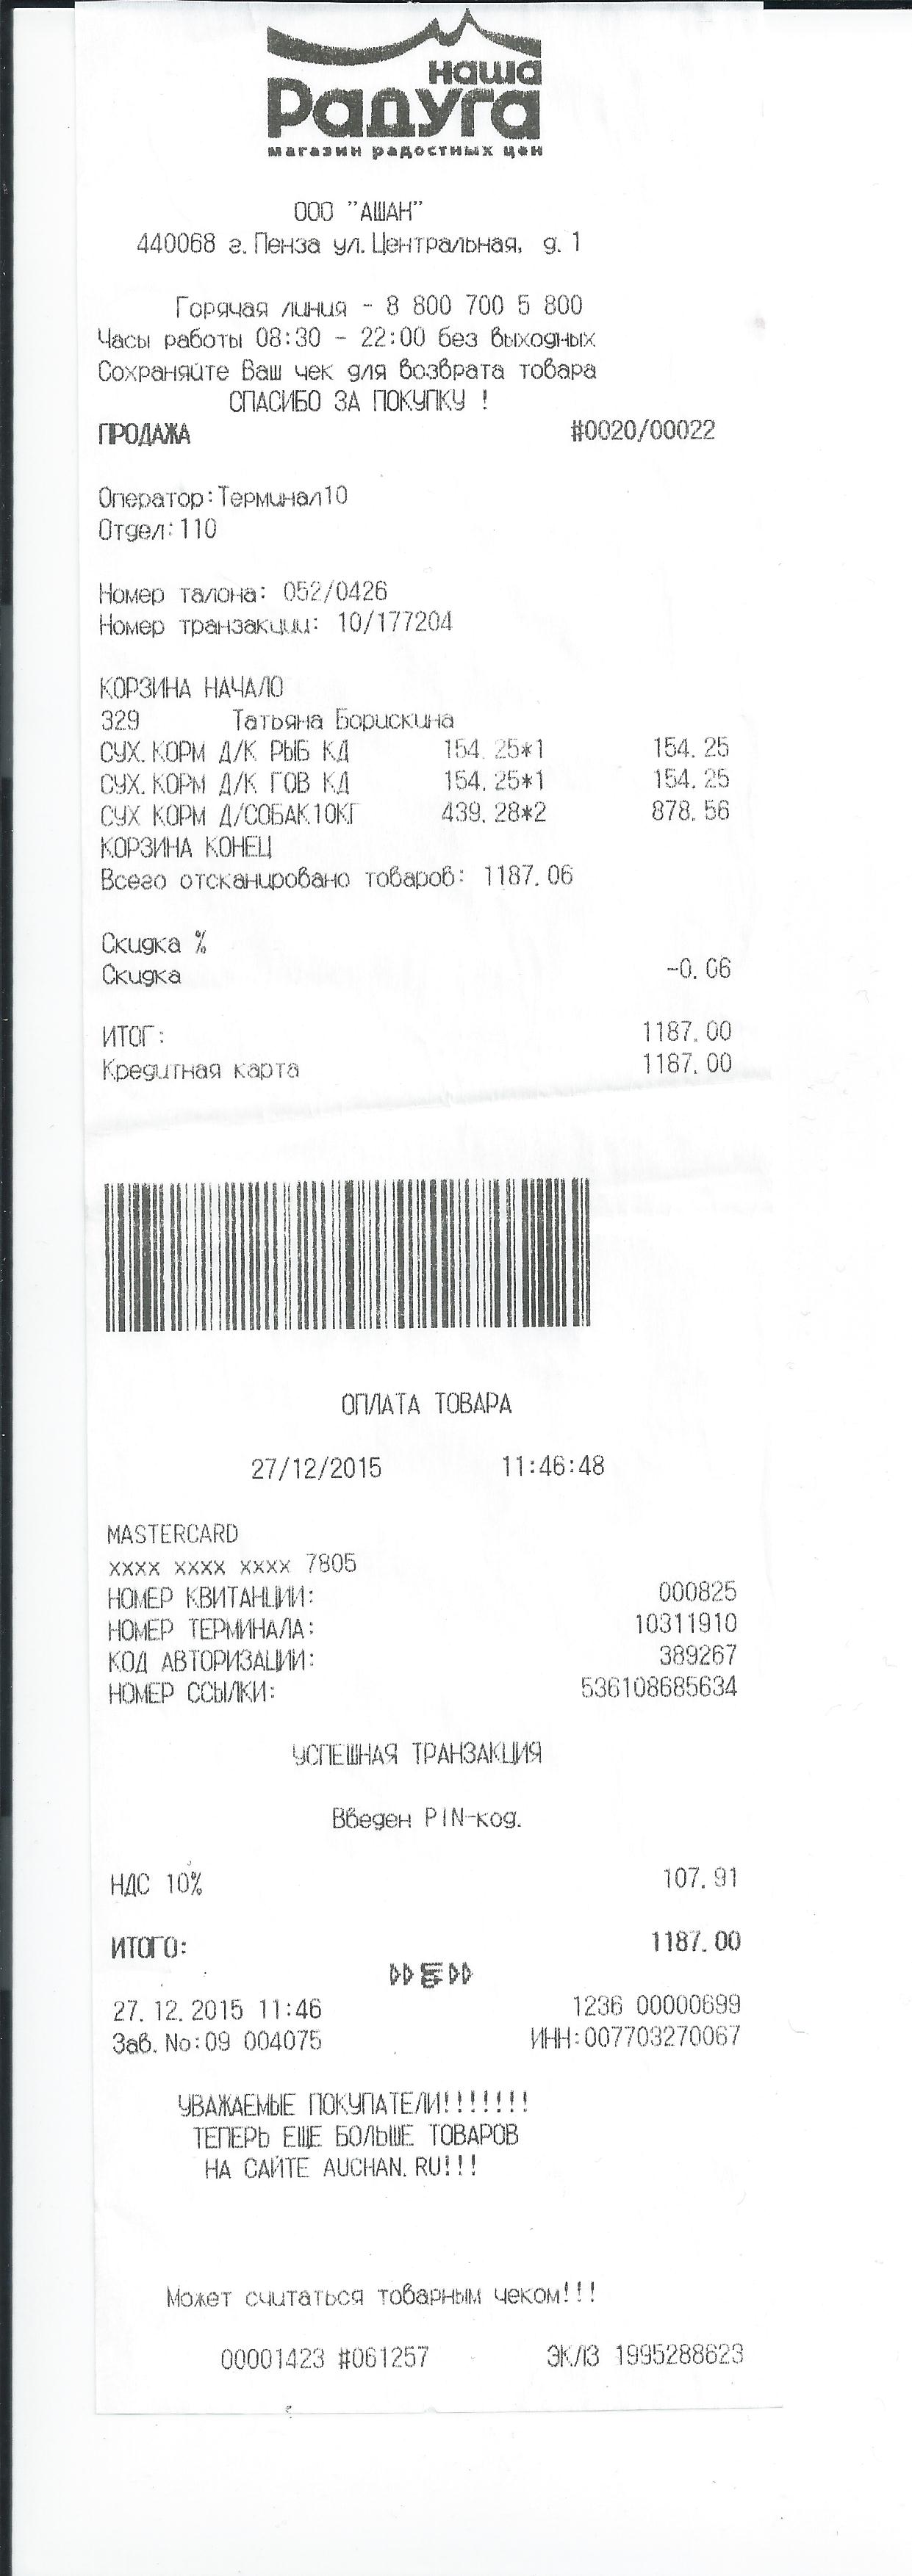 наша
Радуга
магазин радостных цен
ООО "АШАН"
440068 г.Пенза ул.Центральная, д.1
Горячая линия - 8 800 700 5 800
Часы работы 08:30 - 22:00 без выходных
Сохраняйте Ваш чек для возврата товара
СПАСИБО ЗА ПОКУПКУ !
ПРОДАЖА #0020/00022
Оператор:Терминал10
Отдел:110
Номер талона: 052/0426
Номер транзакции: 10/177204
КОРЗИНА НАЧАЛО
329 Татьяна Борискина
СУХ.КОРМ Д/К РЫБ КД 154.25*1 154.25
СУХ.КОРМ Д/К ГОВ КД 154.25*1 154.25
СУХ КОРМ Д/СОБАК10КГ 439.28*2 878.56
КОРЗИНА КОНЕЦ
Всего отсканировано товаров: 1187.06
Скидка %
Скидка -0.06
ИТОГ: 1187.00
Кредитная карта 1187.00
ОПЛАТА ТОВАРА
27/12/2015 11:46:48
MASTERCARD
xxxx xxxx xxxx 7805
НОМЕР КВИТАНЦИИ: 000825
НОМЕР ТЕРМИНАЛА: 10311910
КОД АВТОРИЗАЦИИ: 389267
НОМЕР ССЫЛКИ: 536108685634
УСПЕШНАЯ ТРАНЗАКЦИЯ
Введен PIN-код.
НДС 10% 107.91
ИТОГО: 1187.00
27.12.2015 11:46 1236 00000699
Зав.No:09 004075 ИНН:007703270067
УВАЖАЕМЫЕ ПОКУПАТЕЛИ!!!!!!!
ТЕПЕРЬ ЕЩЕ БОЛЬШЕ ТОВАРОВ
НА САЙТЕ AUCHAN.RU!!!
Может считаться товарным чеком!!!
00001423 #061257 ЭКЛЗ 1995288623